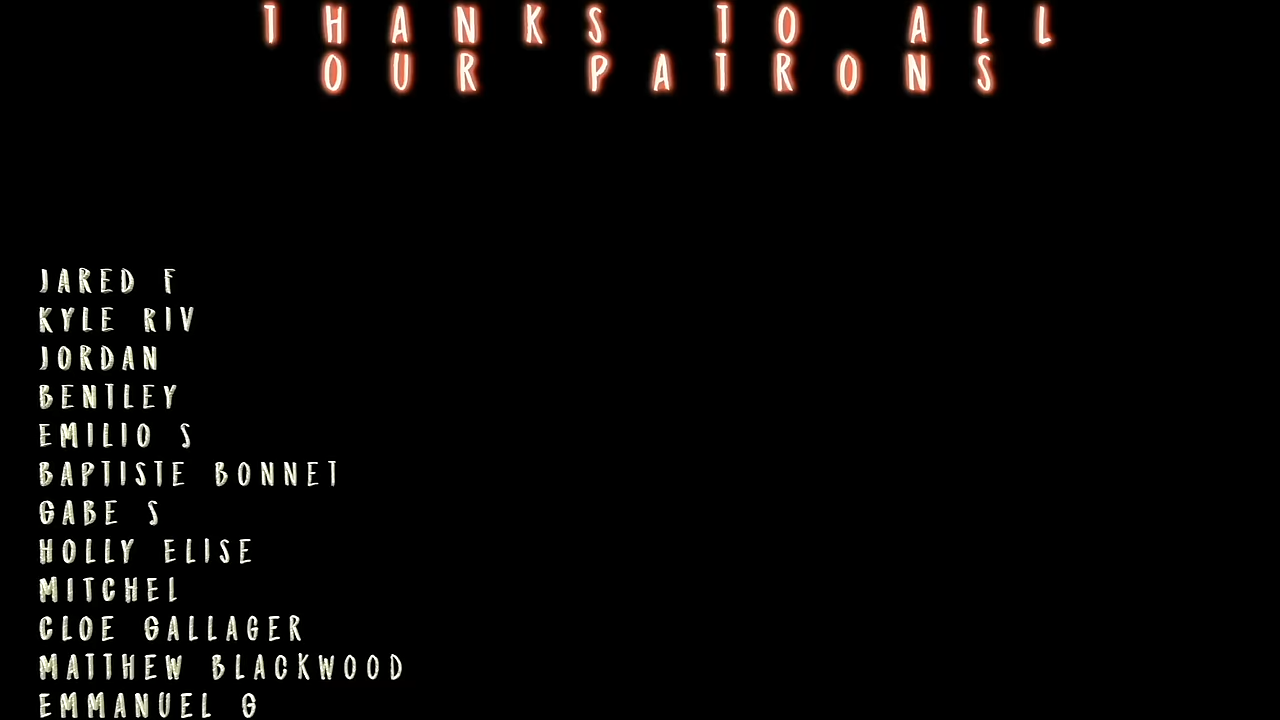 THANKS TO ALL
OUR PATRONS
JARED F
KYLE RIV
JORDAN
BENTLEY
EMILIO S
BAPTISTE BONNET
GABE S
HOLLY ELISE
MITCHEL
CLOE GALLAGER
MATTHEW BLACKWOOD
EMMANUEL G